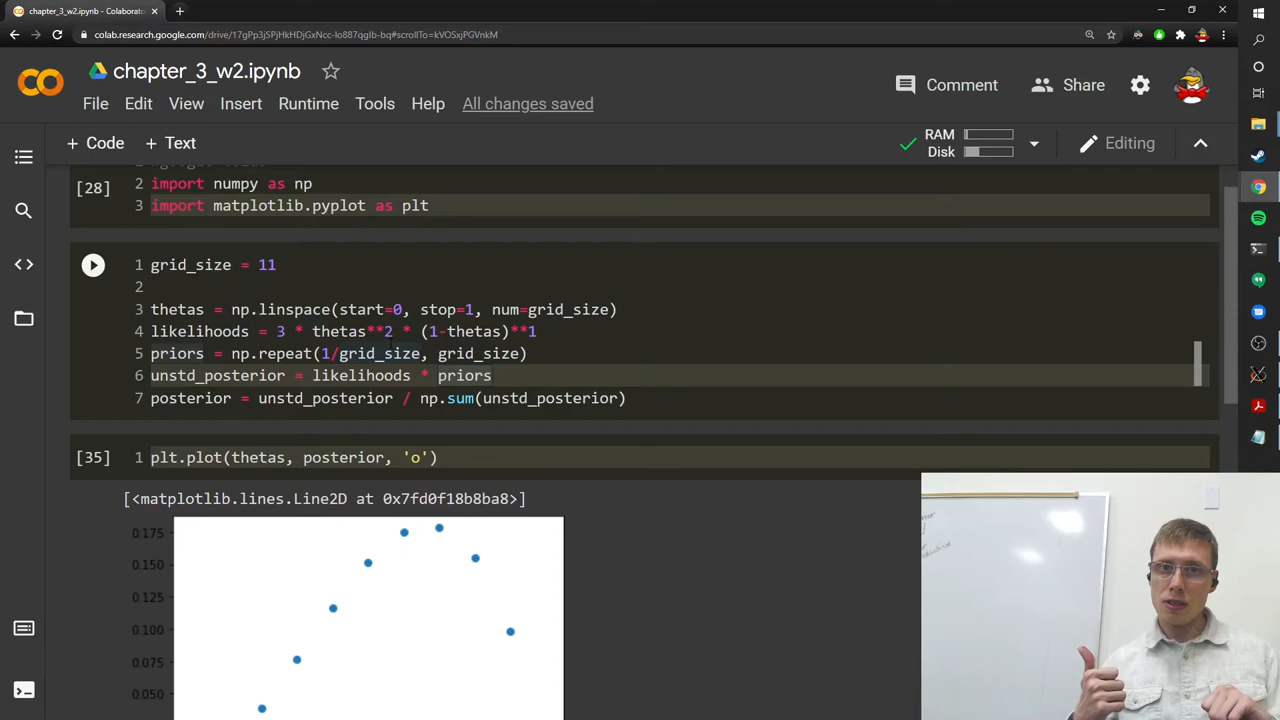 chapter_3_w2.ipynb - Colaborato
colab.research.google.com/drive/17gPp3jSPjHkHDjGxNcc-Io887qgIb-bq#scrollTo=kVOSxjPGVnkM
chapter_3_w2.ipynb
Comment
Share
File Edit View Insert Runtime Tools Help All changes saved
+ Code + Text
RAM
Disk
Editing
[28]
2 import numpy as np
3 import matplotlib.pyplot as plt
1 grid_size = 11
2
3 thetas = np.linspace(start=0, stop=1, num=grid_size)
4 likelihoods = 3 * thetas**2 * (1-thetas)**1
5 priors = np.repeat(1/grid_size, grid_size)
6 unstd_posterior = likelihoods * priors
7 posterior = unstd_posterior / np.sum(unstd_posterior)
[35] 1 plt.plot(thetas, posterior, 'o')
[<matplotlib.lines.Line2D at 0x7fd0f18b8ba8>]
0.175
0.150
0.125
0.100
0.075
0.050